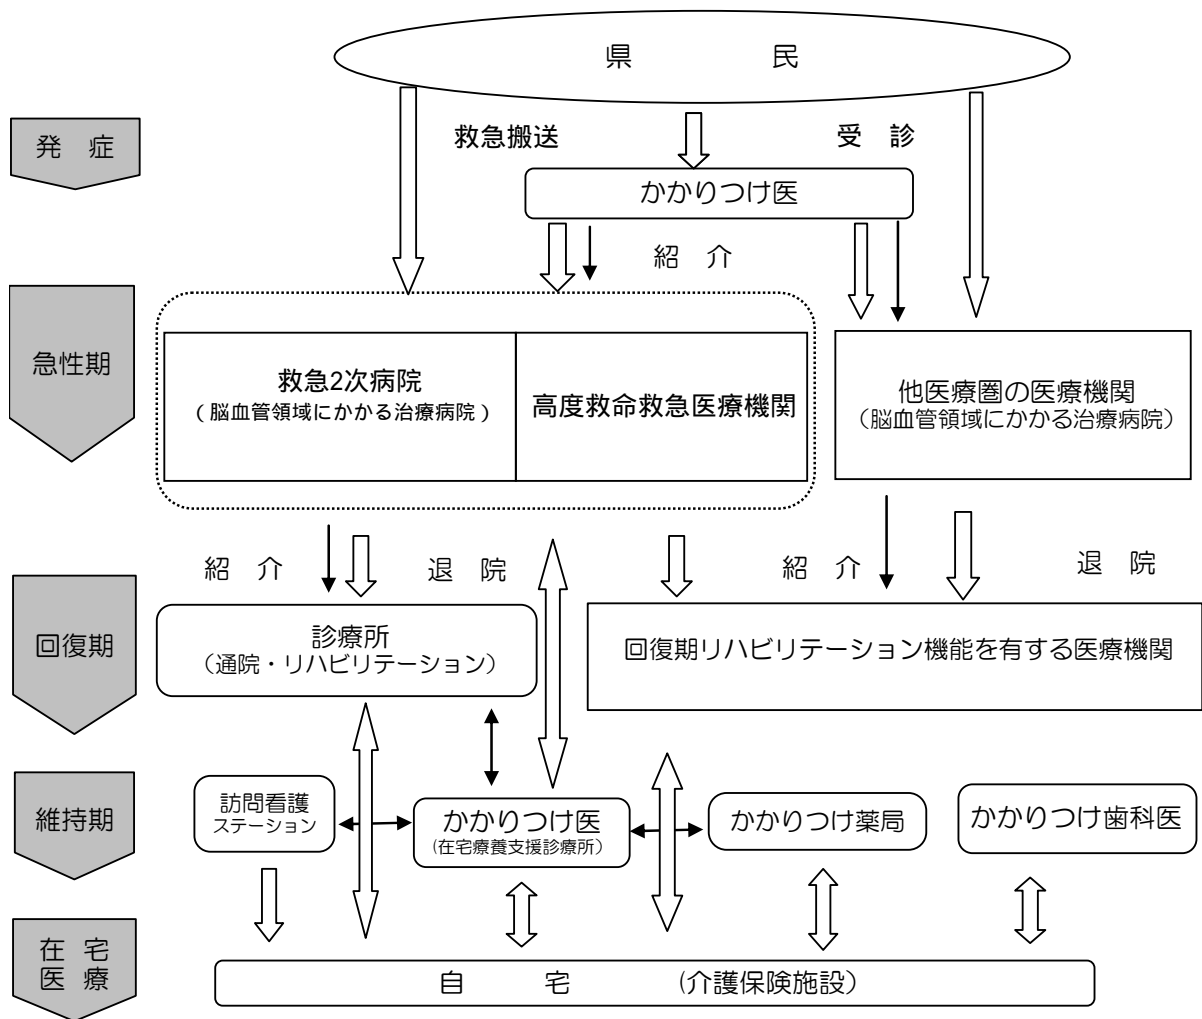 県　　　民
発　症
救急搬送
受　診
かかりつけ医
紹　介
急性期
救急2次病院
（脳血管領域にかかる治療病院）
高度救命救急医療機関
他医療圏の医療機関
（脳血管領域にかかる治療病院）
紹　介
退　院
紹　介
退　院
回復期
診療所
（通院・リハビリテーション）
回復期リハビリテーション機能を有する医療機関
維持期
訪問看護
ステーション
かかりつけ医
(在宅療養支援診療所)
かかりつけ薬局
かかりつけ歯科医
在　宅
医　療
自　　　宅　　　(介護保険施設)